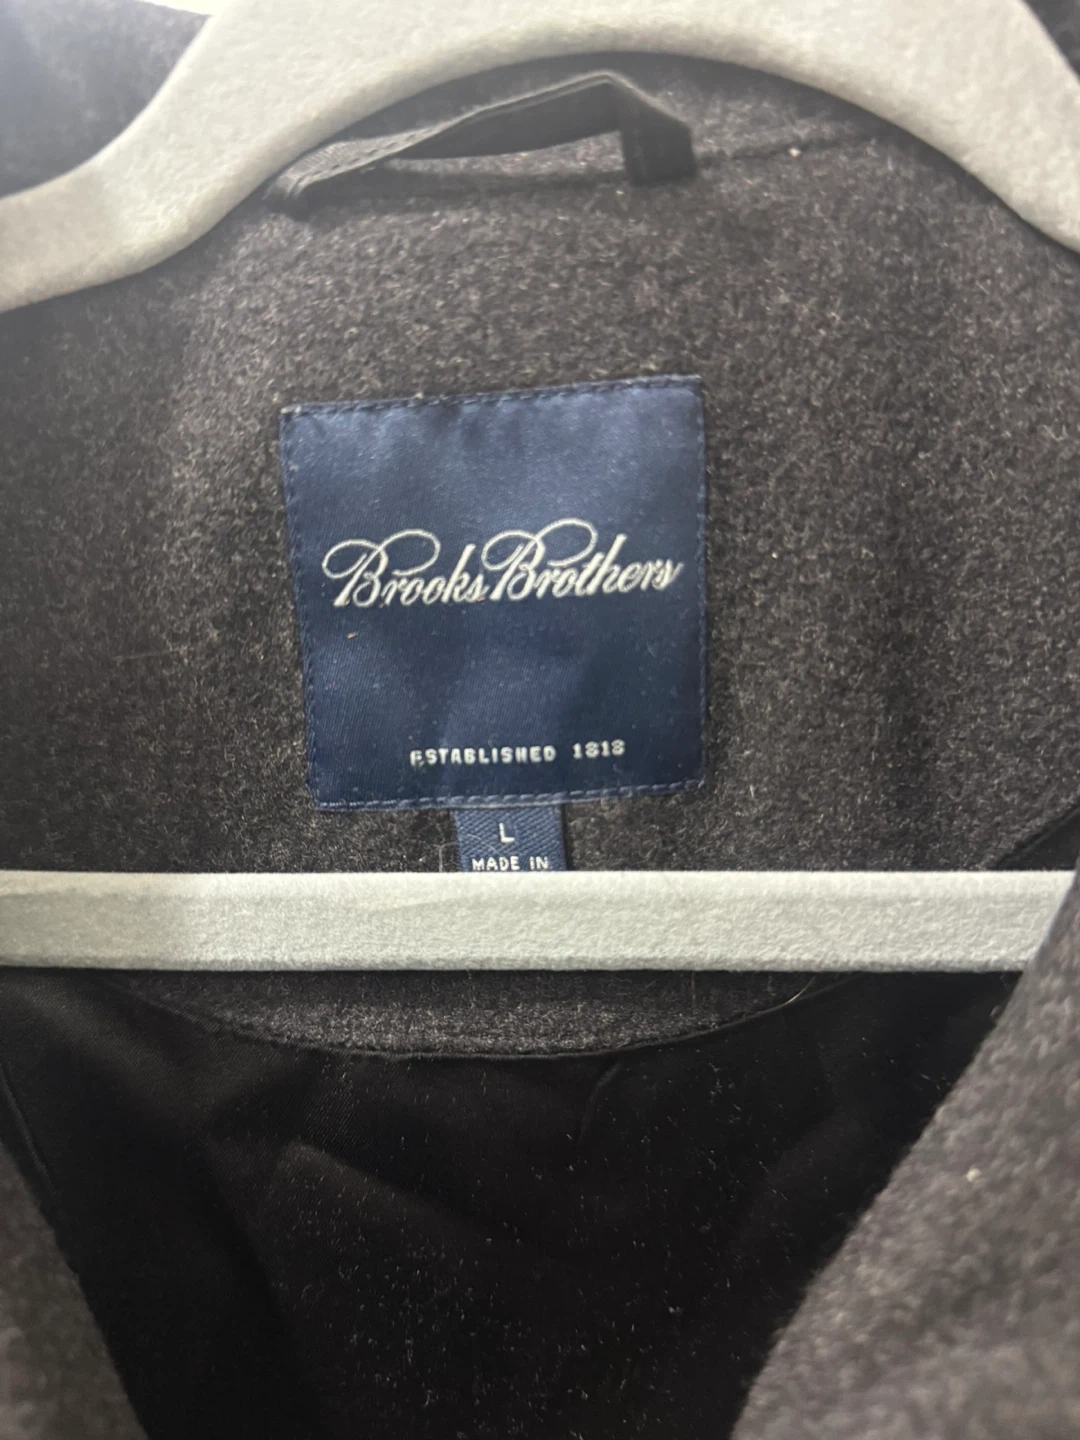 Brooks Brothers
ESTABLISHED 1818
L
MADE IN